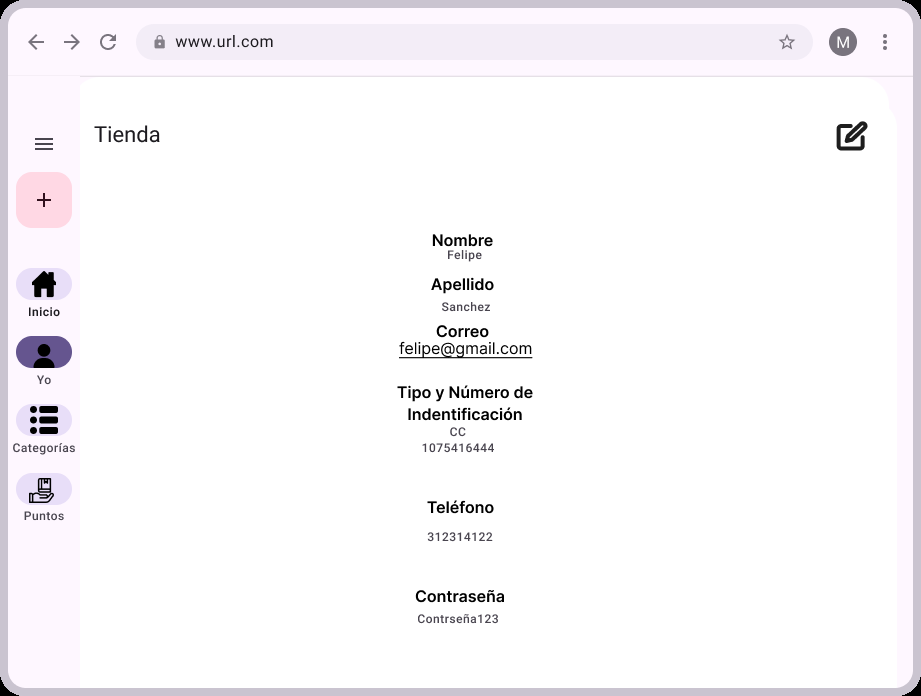 www.url.com
M
Tienda
Inicio
Yo
Categorías
Puntos
Nombre
Felipe
Apellido
Sanchez
Correo
felipe@gmail.com
Tipo y Número de
Indentificación
CC
1075416444
Teléfono
312314122
Contraseña
Contrseña123